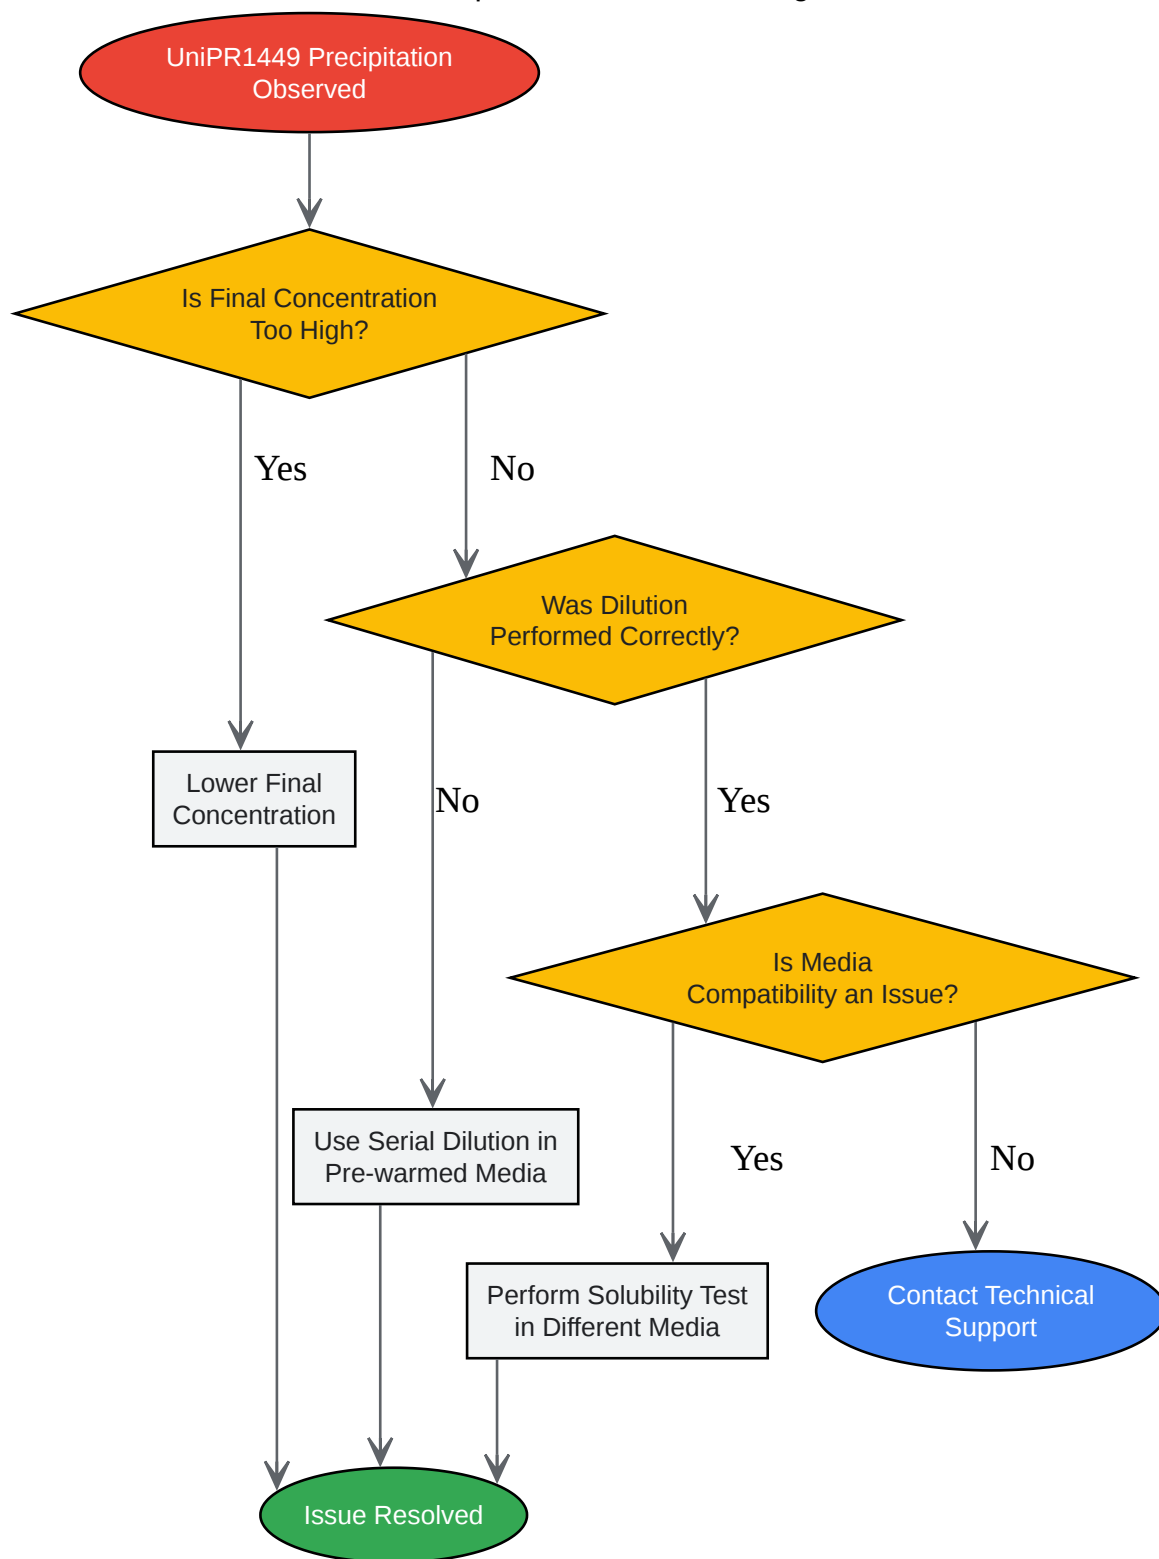 UniPR1449 Precipitation
Observed
Is Final Concentration
Too High?
Yes
No
Was Dilution
Performed Correctly?
Lower Final
Concentration
No
Yes
Is Media
Compatibility an Issue?
Use Serial Dilution in
Pre-warmed Media
Yes
No
Perform Solubility Test
in Different Media
Contact Technical
Support
Issue Resolved